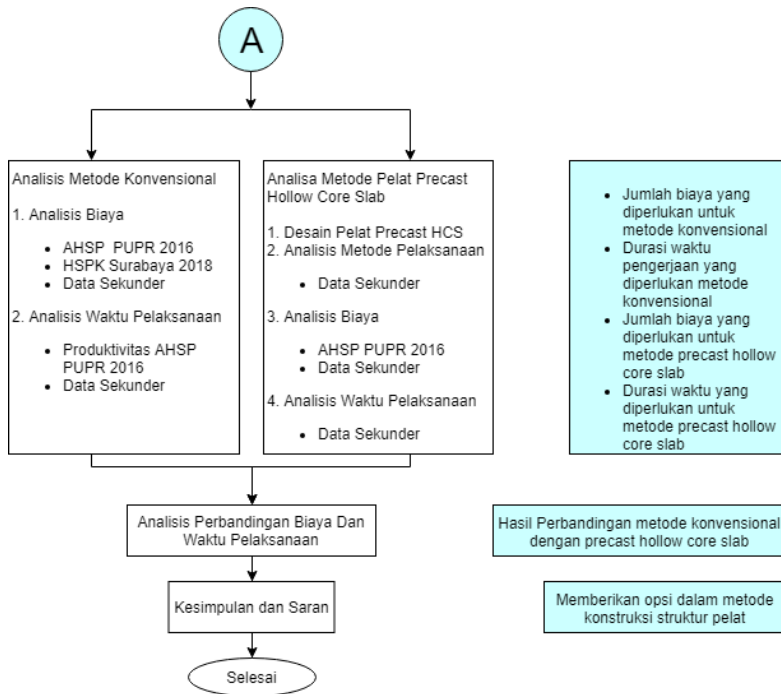 A
Analisis Metode Konvensional
1. Analisis Biaya
• AHSP PUPR 2016
• HSPK Surabaya 2018
• Data Sekunder
2. Analisis Waktu Pelaksanaan
• Produktivitas AHSP
PUPR 2016
• Data Sekunder
Analisa Metode Pelat Precast
Hollow Core Slab
1. Desain Pelat Precast HCS
2. Analisis Metode Pelaksanaan
• Data Sekunder
3. Analisis Biaya
• AHSP PUPR 2016
• Data Sekunder
4. Analisis Waktu Pelaksanaan
• Data Sekunder
• Jumlah biaya yang
diperlukan untuk
metode konvensional
• Durasi waktu
pengerjaan yang
diperlukan metode
konvensional
• Jumlah biaya yang
diperlukan untuk
metode precast hollow
core slab
• Durasi waktu yang
diperlukan untuk
metode precast hollow
core slab
Analisis Perbandingan Biaya Dan
Waktu Pelaksanaan
Hasil Perbandingan metode konvensional
dengan precast hollow core slab
Kesimpulan dan Saran
Memberikan opsi dalam metode
konstruksi struktur pelat
Selesai